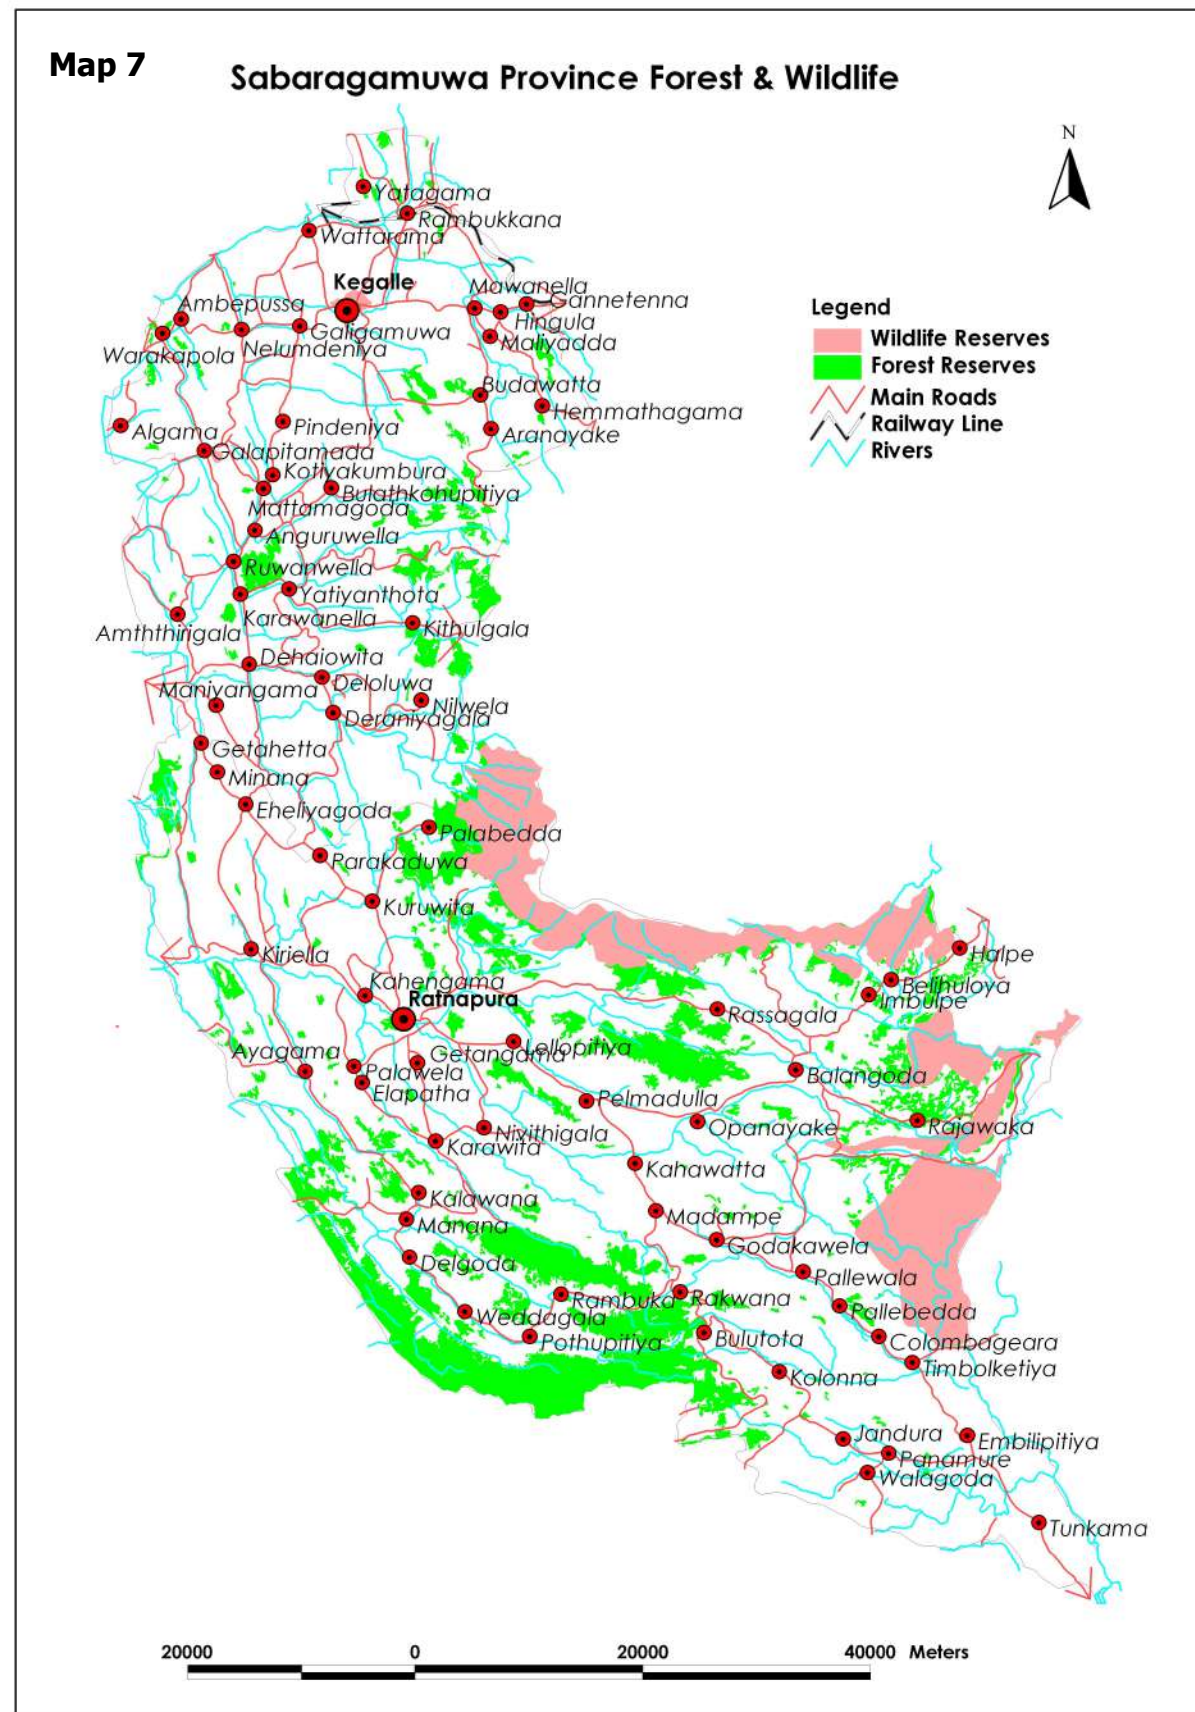 Map 7
Sabaragamuwa Province Forest & Wildlife
N
Yatagama
Rambukkana
Wattarama
Kegalle
Mawanella
Gannetenna
Ambepussa
Hingula
Galigamuwa
Maliyadda
Warakapola
Nelumdeniya
Legend
Wildlife Reserves
Forest Reserves
Main Roads
Railway Line
Rivers
Budawatta
Hemmathagama
Algama
Pindeniya
Aranayake
Galapitamada
Kotiyakumbura
Bulathkohupitiya
Mattamagoda
Anguruwella
Ruwanwella
Yatiyanthota
Karawanella
Amththirigala
Kithulgala
Dehaiowita
Deloluwa
Maniyangama
Nilwela
Deraniyagala
Getahetta
Minana
Eheliyagoda
Palabedda
Parakaduwa
Kuruwita
Kiriella
Halpe
Kahengama
Belihuloya
Imbulpe
Ratnapura
Rassagala
Ayagama
Getangama
Lellopitiya
Palawela
Balangoda
Elapatha
Pelmadulla
Opanayake
Rajawaka
Nivithigala
Karawita
Kahawatta
Kalawana
Madampe
Manana
Godakawela
Delgoda
Pallewala
Rambuka
Rakwana
Pallebedda
Weddagala
Pothupitiya
Bulutota
Colombageara
Kolonna
Timbolketiya
Jandura
Embilipitiya
Panamure
Walagoda
Tunkama
20000 0 20000 40000 Meters